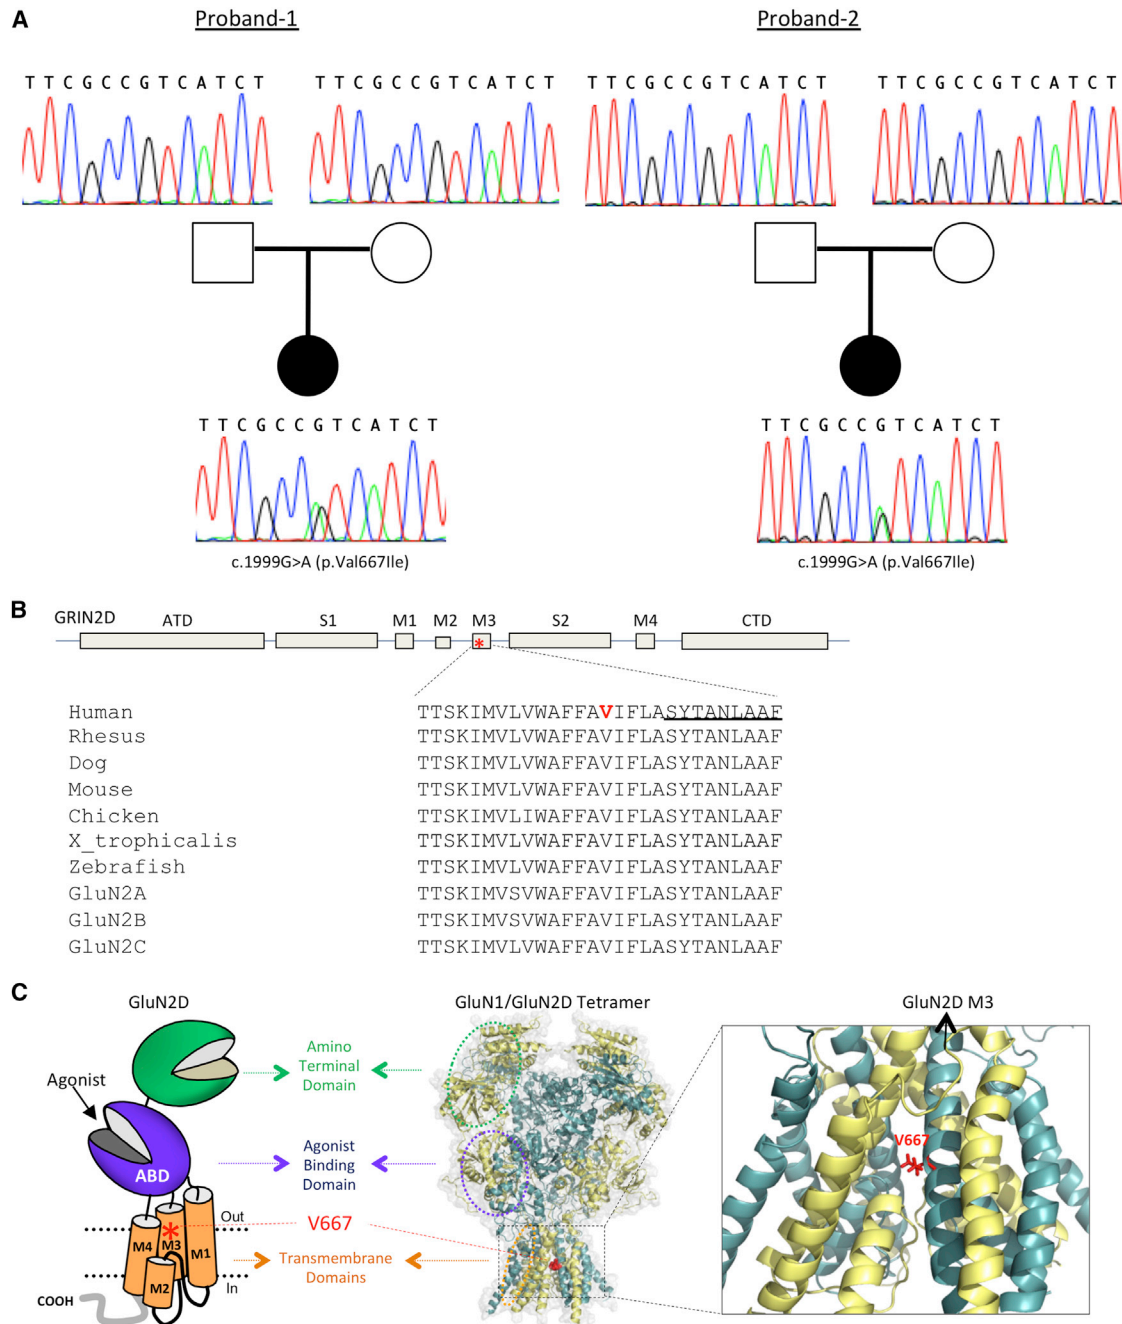 A
Proband-1
Proband-2
T T C G C C G T C A T C T
T T C G C C G T C A T C T
T T C G C C G T C A T C T
T T C G C C G T C A T C T
T T C G C C G T C A T C T
T T C G C C G T C A T C T
c.1999G>A (p.Val667Ile)
c.1999G>A (p.Val667Ile)
B
GRIN2D
ATD
S1
M1
M2
M3
S2
M4
CTD
*
Human TTSKIMVLVWAFFAVIFLASYTANLAAF
Rhesus TTSKIMVLVWAFFAVIFLASYTANLAAF
Dog TTSKIMVLVWAFFAVIFLASYTANLAAF
Mouse TTSKIMVLVWAFFAVIFLASYTANLAAF
Chicken TTSKIMVLIWAFFAVIFLASYTANLAAF
X_trophicalis TTSKIMVLVWAFFAVIFLASYTANLAAF
Zebrafish TTSKIMVLVWAFFAVIFLASYTANLAAF
GluN2A TTSKIMVSVWAFFAVIFLASYTANLAAF
GluN2B TTSKIMVSVWAFFAVIFLASYTANLAAF
GluN2C TTSKIMVLVWAFFAVIFLASYTANLAAF
C
GluN2D
GluN1/GluN2D Tetramer
GluN2D M3
Agonist
ABD
Amino
Terminal
Domain
Agonist
Binding
Domain
V667
Transmembrane
Domains
Out
In
M4
M3
M1
M2
*
COOH
V667